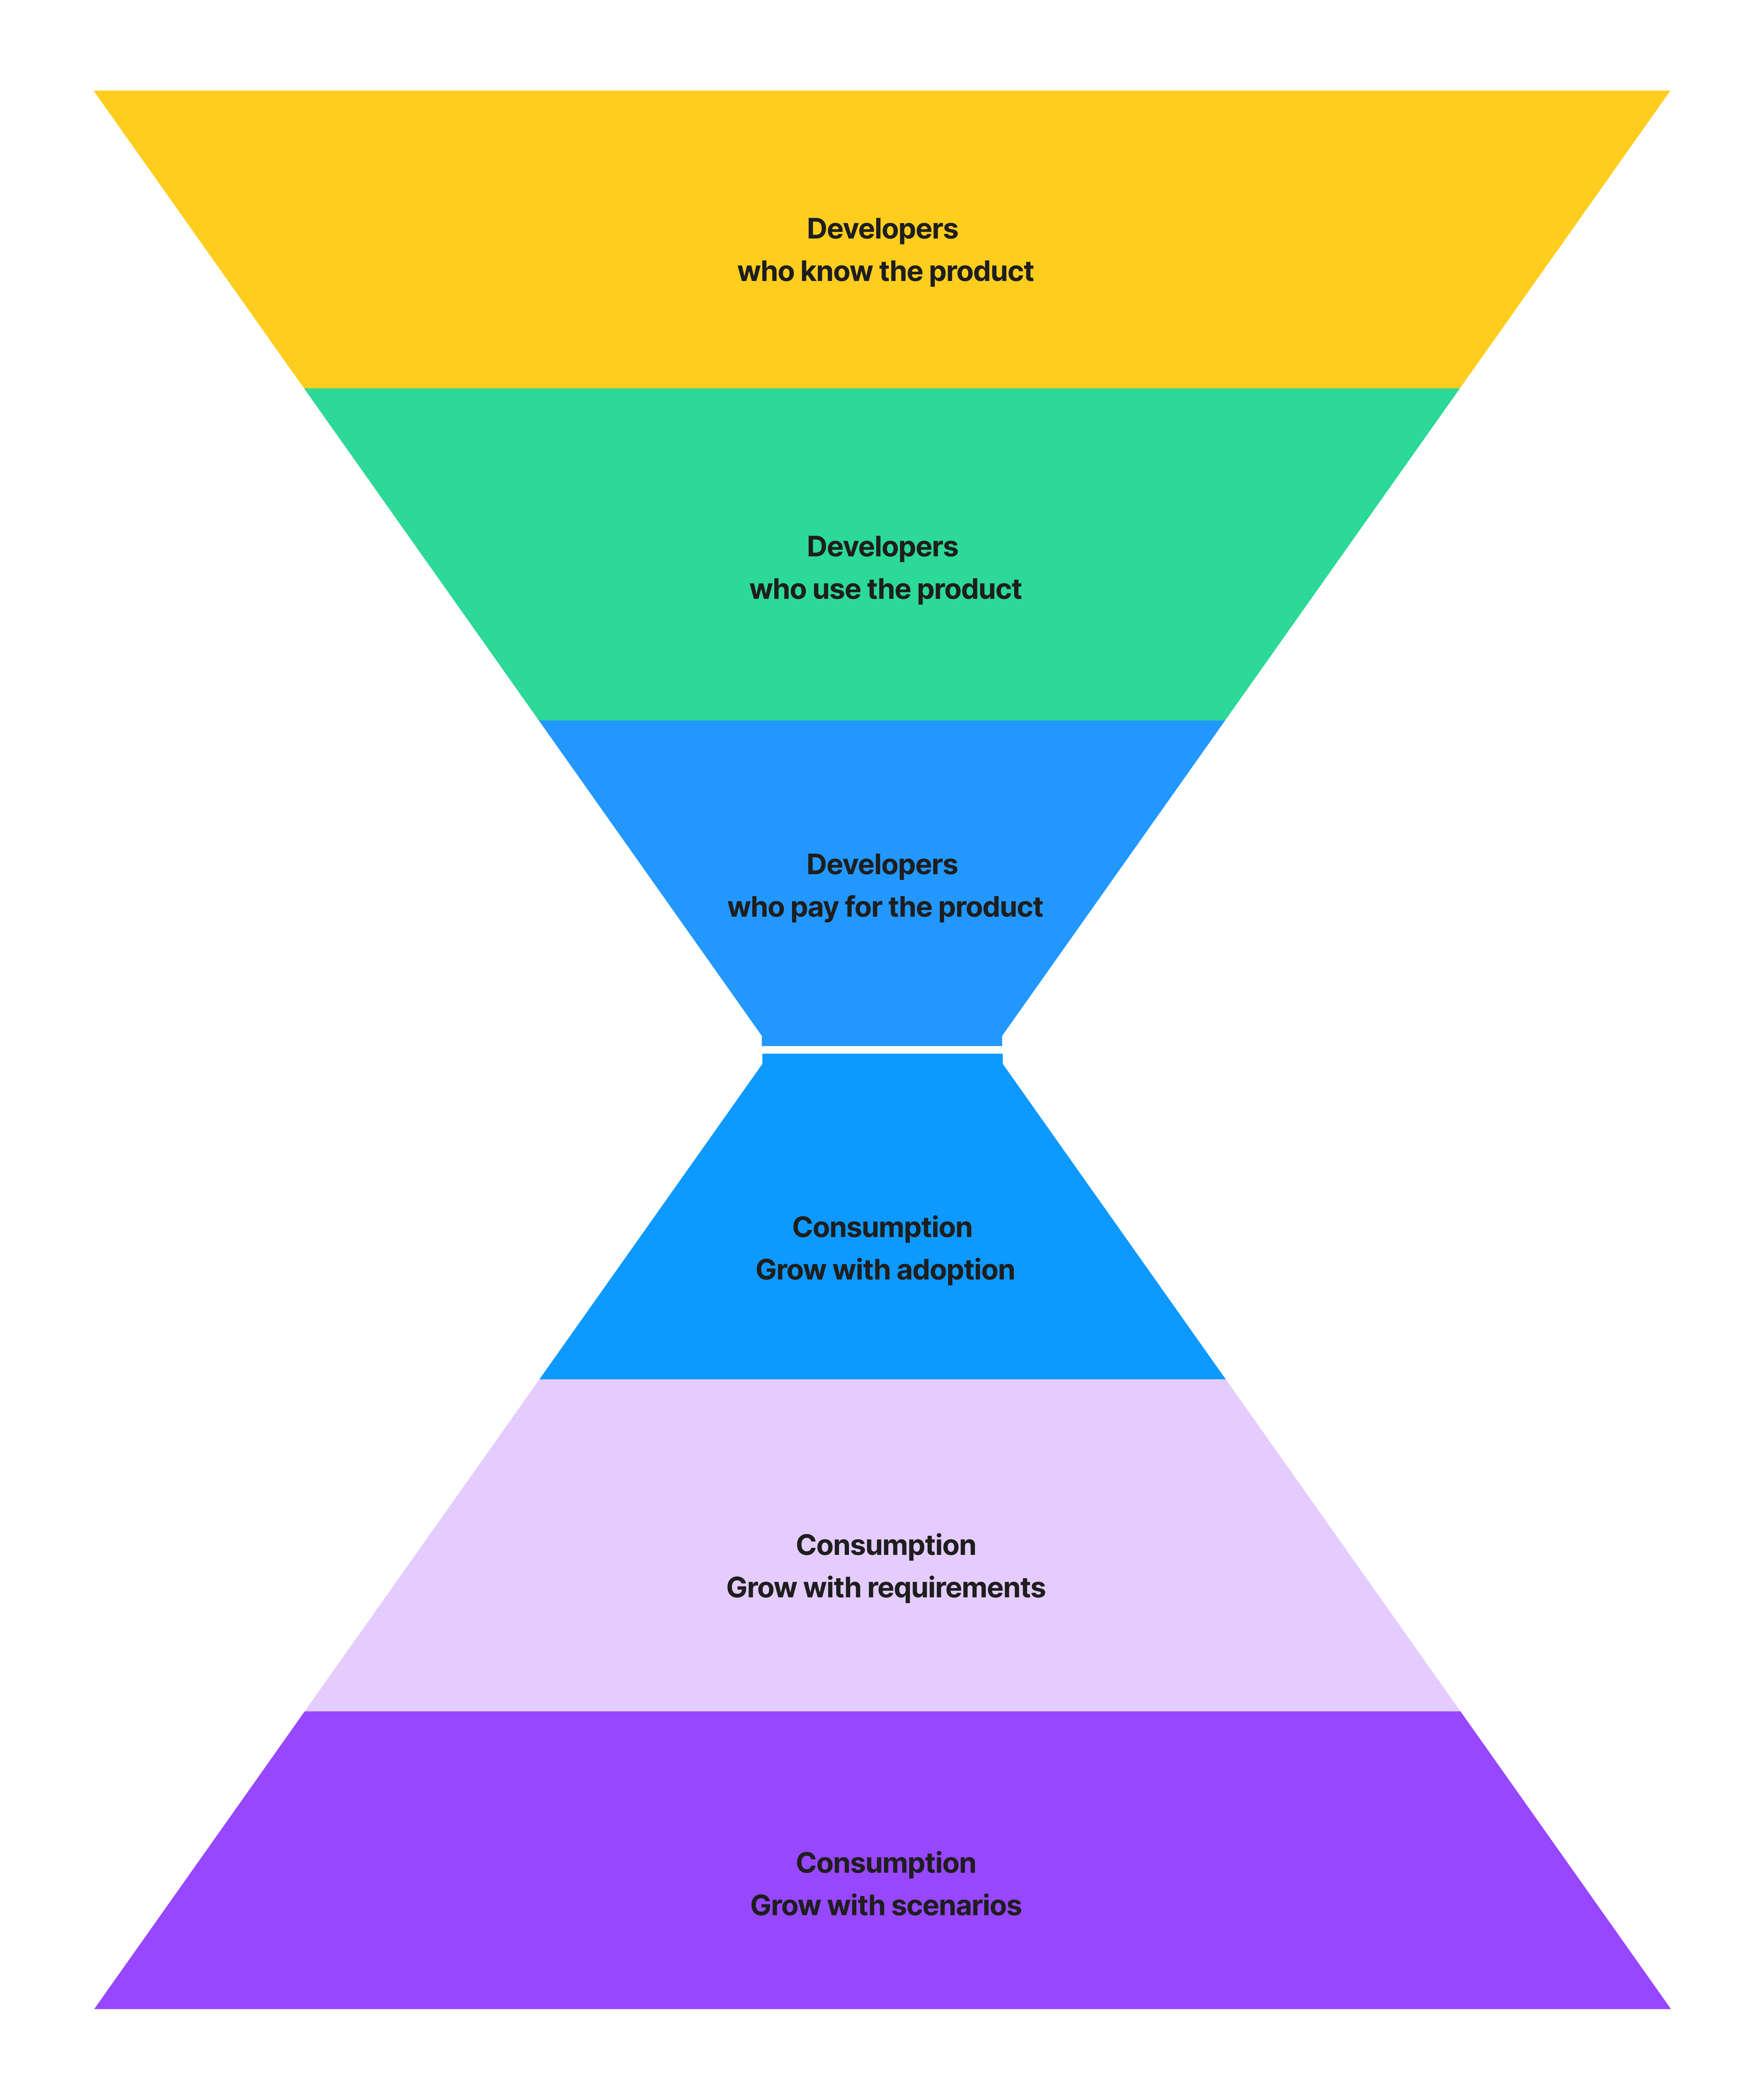 Developers
who know the product
Developers
who use the product
Developers
who pay for the product
Consumption
Grow with adoption
Consumption
Grow with requirements
Consumption
Grow with scenarios